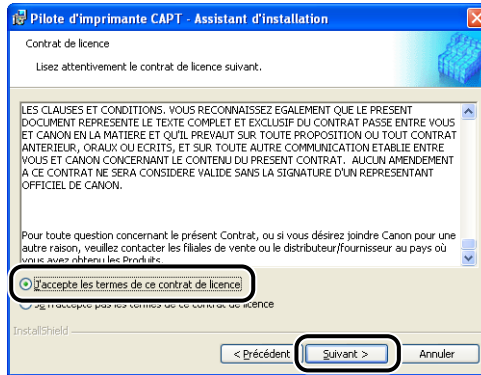 Pilote d'imprimante CAPT - Assistant d'installation
Contrat de licence
Lisez attentivement le contrat de licence suivant.
LES CLAUSES ET CONDITIONS. VOUS RECONNAISSEZ EGALEMENT QUE LE PRESENT
DOCUMENT REPRESENTE LE TEXTE COMPLET ET EXCLUSIF DU CONTRAT PASSE ENTRE VOUS
ET CANON EN LA MATIERE ET QU'IL PREVAUT SUR TOUTE PROPOSITION OU TOUT CONTRAT
ANTERIEUR, ORAUX OU ECRITS, ET SUR TOUTE AUTRE COMMUNICATION ETABLIE ENTRE
VOUS ET CANON CONCERNANT LE CONTENU DU PRESENT CONTRAT.  AUCUN AMENDEMENT
A CE CONTRAT NE SERA CONSIDERE VALIDE SANS LA SIGNATURE D'UN REPRESENTANT
OFFICIEL DE CANON.
Pour toute question concernant le présent Contrat, ou si vous désirez joindre Canon pour une
autre raison, veuillez contacter les filiales de vente ou le distributeur/fournisseur au pays où
vous avez obtenu les Produits.
J'accepte les termes de ce contrat de licence
Je n'accepte pas les termes de ce contrat de licence
InstallShield
< Précédent
Suivant >
Annuler